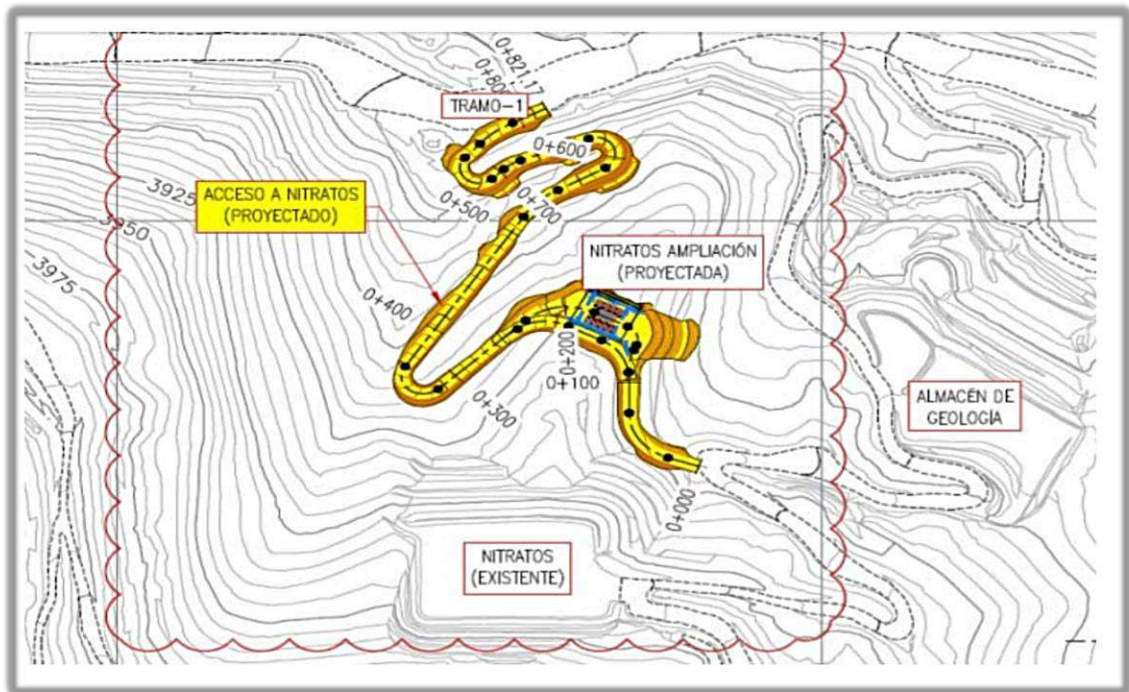 0+821.17
0+80
TRAMO-1
0+600
3925
ACCESO A NITRATOS
(PROYECTADO)
0+500
0+700
3950
NITRATOS AMPLIACIÓN
(PROYECTADA)
3975
0+400
0+200
0+100
0+300
ALMACÉN DE
GEOLOGÍA
0+000
NITRATOS
(EXISTENTE)